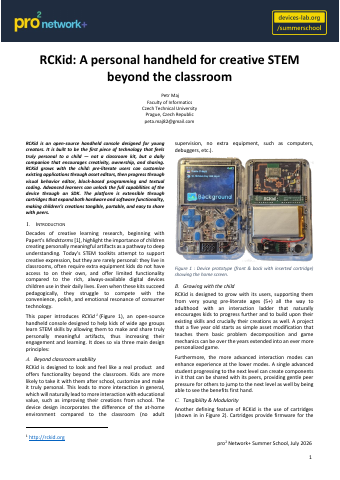 pro2 network+
devices-lab.org
/summerschool
RCKid: A personal handheld for creative STEM
beyond the classroom
Petr Maj
Faculty of Informatics
Czech Technical University
Prague, Czech Republic
peta.maj82@gmail.com
RCKid is an open-source handheld console designed for young
creators. It is built to be the first piece of technology that feels
truly personal to a child — not a classroom kit, but a daily
companion that encourages creativity, ownership, and sharing.
RCKid grows with the child: pre-literate users can customize
existing applications through asset editors, then progress through
visual behavior editor, block-based programming and textual
coding. Advanced learners can unlock the full capabilities of the
device through an SDK. The platform is extensible through
cartridges that expand both hardware and software functionality,
making children's creations tangible, portable, and easy to share
with peers.
I. INTRODUCTION
Decades of creative learning research, beginning with
Papert's Mindstorms [1], highlight the importance of children
creating personally meaningful artifacts as a pathway to deep
understanding. Today's STEM toolkits attempt to support
creative expression, but they are rarely personal: they live in
classrooms, often require extra equipment kids do not have
access to on their own, and offer limited functionality
compared to the rich, always-available digital devices
children use in their daily lives. Even when these kits succeed
pedagogically, they struggle to compete with the
convenience, polish, and emotional resonance of consumer
technology.
This paper introduces RCKid1 (Figure 1), an open-source
handheld console designed to help kids of wide age groups
learn STEM skills by allowing them to make and share truly
personally meaningful artifacts, thus increasing their
engagement and learning. It does so via three main design
principles:
A. Beyond classroom usability
RCKid is designed to look and feel like a real product and
offers functionality beyond the classroom. Kids are more
likely to take it with them after school, customize and make
it truly personal. This leads to more interaction in general,
which will naturally lead to more interaction with educational
value, such as improving their creations from school. The
device design incorporates the difference of the at-home
environment compared to the classroom (no adult
1 http://rckid.org
supervision, no extra equipment, such as computers,
debuggers, etc.).
Background
Figure 1 : Device prototype (front & back with inserted cartridge)
showing the home screen.
B. Growing with the child
RCKid is designed to grow with its users, supporting them
from very young pre-literate ages (5+) all the way to
adulthood with an interaction ladder that naturally
encourages kids to progress further and to build upon their
existing skills and crucially their creations as well. A project
that a five year old starts as simple asset modification that
teaches them basic problem decomposition and game
mechanics can be over the years extended into an ever more
personalized game.
Furthermore, the more advanced interaction modes can
enhance experience at the lower modes. A single advanced
student progressing to the next level can create components
in it that can be shared with its peers, providing gentle peer
pressure for others to jump to the next level as well by being
able to see the benefits first hand.
C. Tangibility & Modularity
Another defining feature of RCKid is the use of cartridges
(shown in in Figure 2). Cartridges provide firmware for the
pro2 Network+ Summer School, July 2026
1